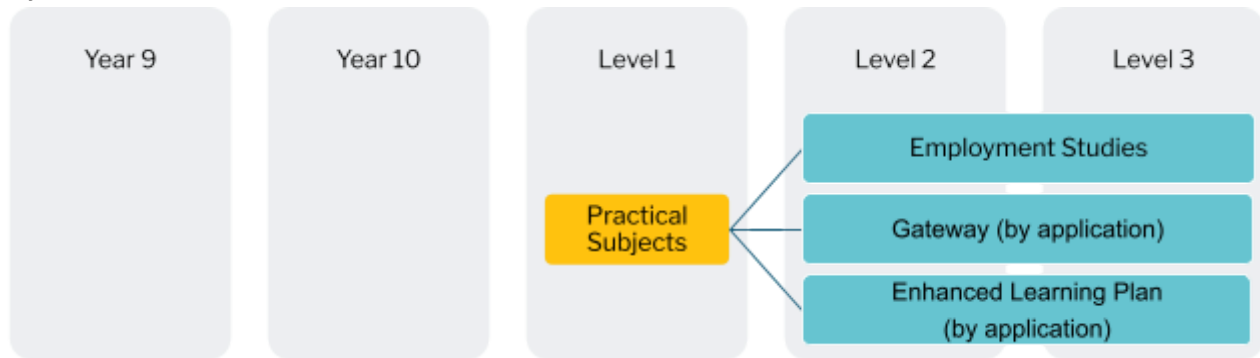 Year 9
Year 10
Level 1
Level 2
Level 3
Employment Studies
Practical
Subjects
Gateway (by application)
Enhanced Learning Plan
(by application)